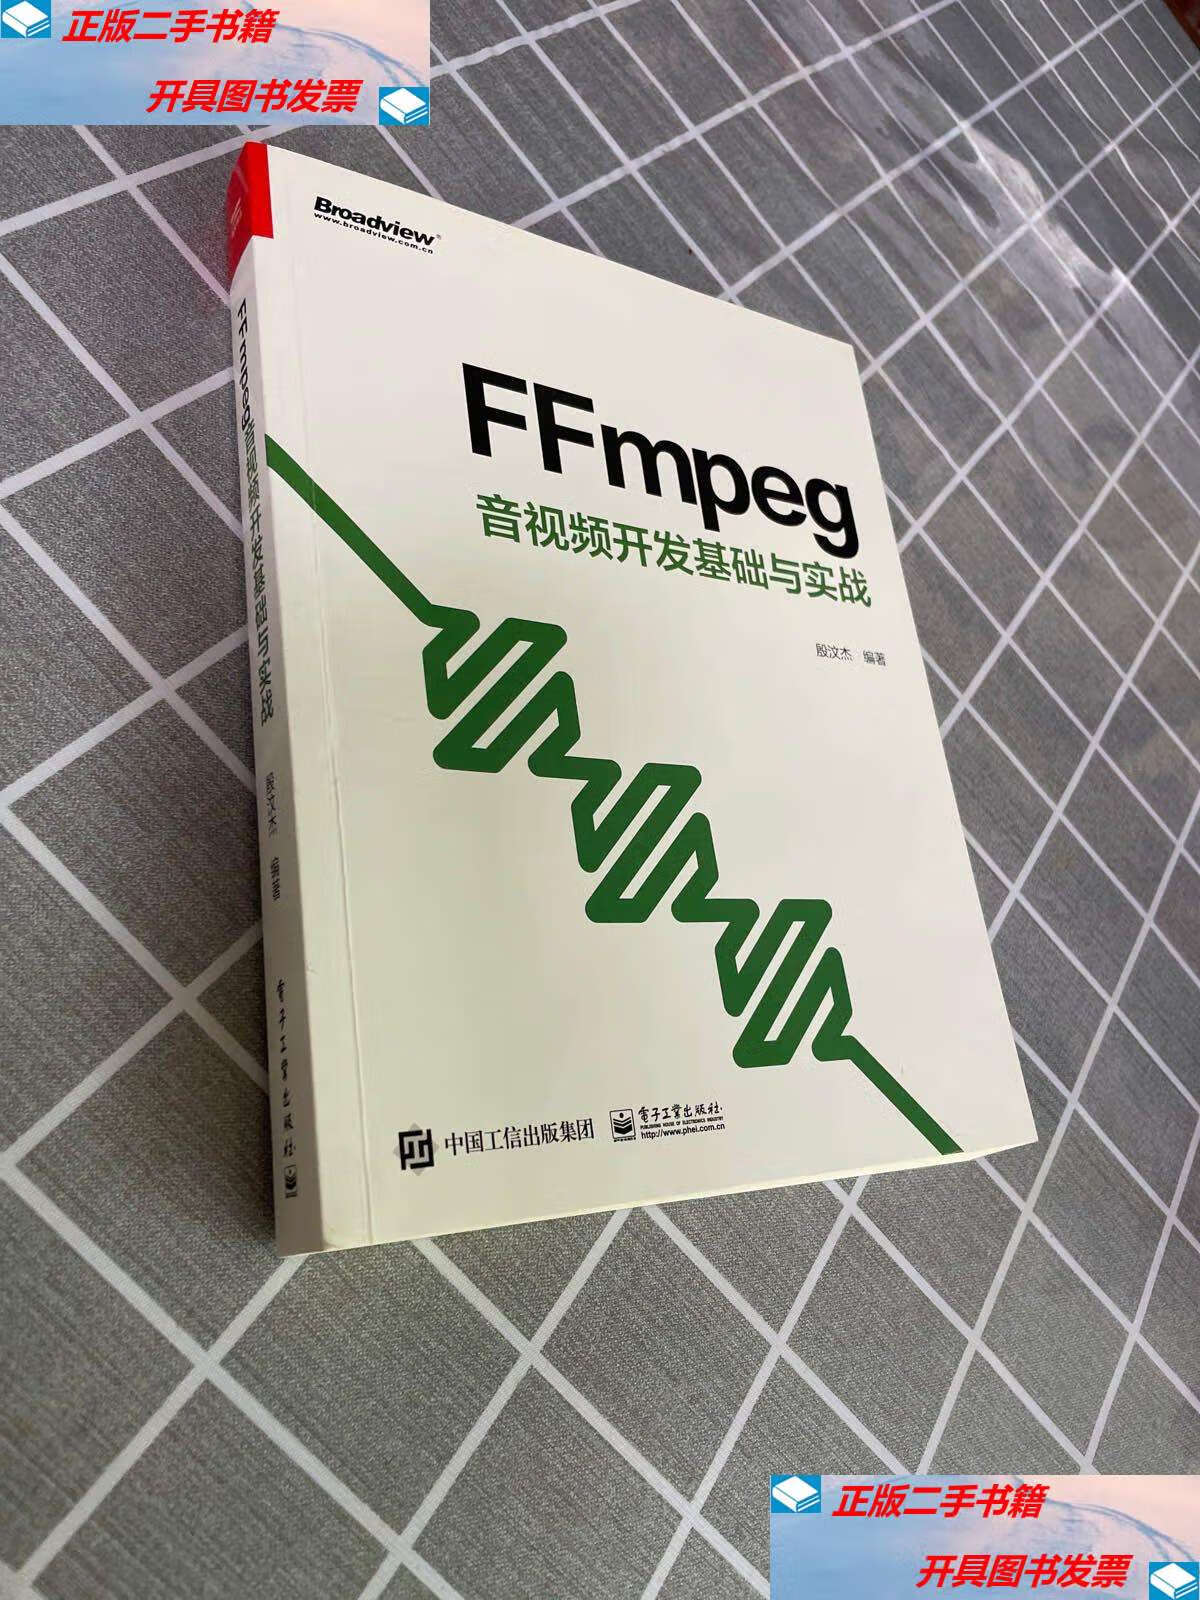 正版二手书籍
开具图书发票
Broadview®
www.broadview.com.cn
FFmpeg
音视频开发基础与实战
殷汶杰 编著
FFmpeg音视频开发基础与实战
殷汶杰 编著
電子工業出版社
中国工信出版集团
電子工業出版社
PUBLISHING HOUSE OF ELECTRONICS INDUSTRY
http://www.phei.com.cn
正版二手书籍
开具图书发票